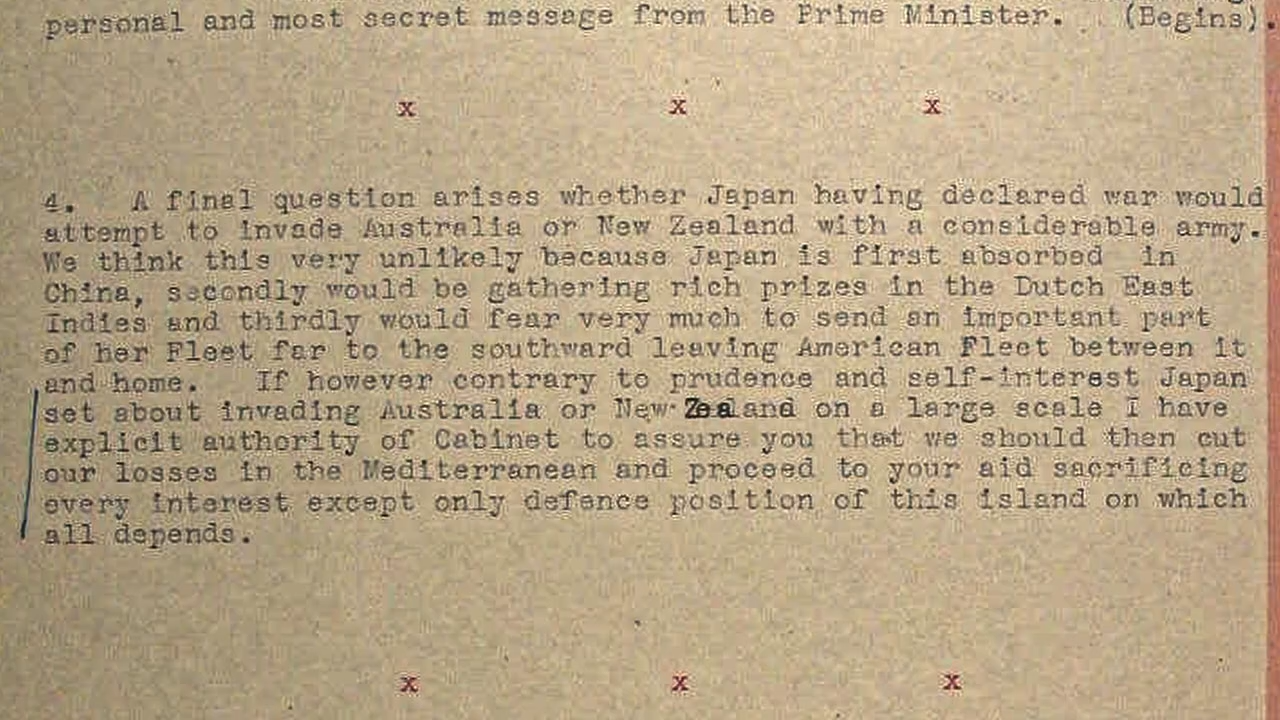 personal and most secret message from the Prime Minister. (Begins).
x x x
4. A final question arises whether Japan having declared war would
attempt to invade Australia or New Zealand with a considerable army.
We think this very unlikely because Japan is first absorbed in
China, secondly would be gathering rich prizes in the Dutch East
Indies and thirdly would fear very much to send an important part
of her Fleet far to the southward leaving American Fleet between it
and home. If however contrary to prudence and self-interest Japan
set about invading Australia or New Zealand on a large scale I have
explicit authority of Cabinet to assure you that we should then cut
our losses in the Mediterranean and proceed to your aid sacrificing
every interest except only defence position of this island on which
all depends.
x x x